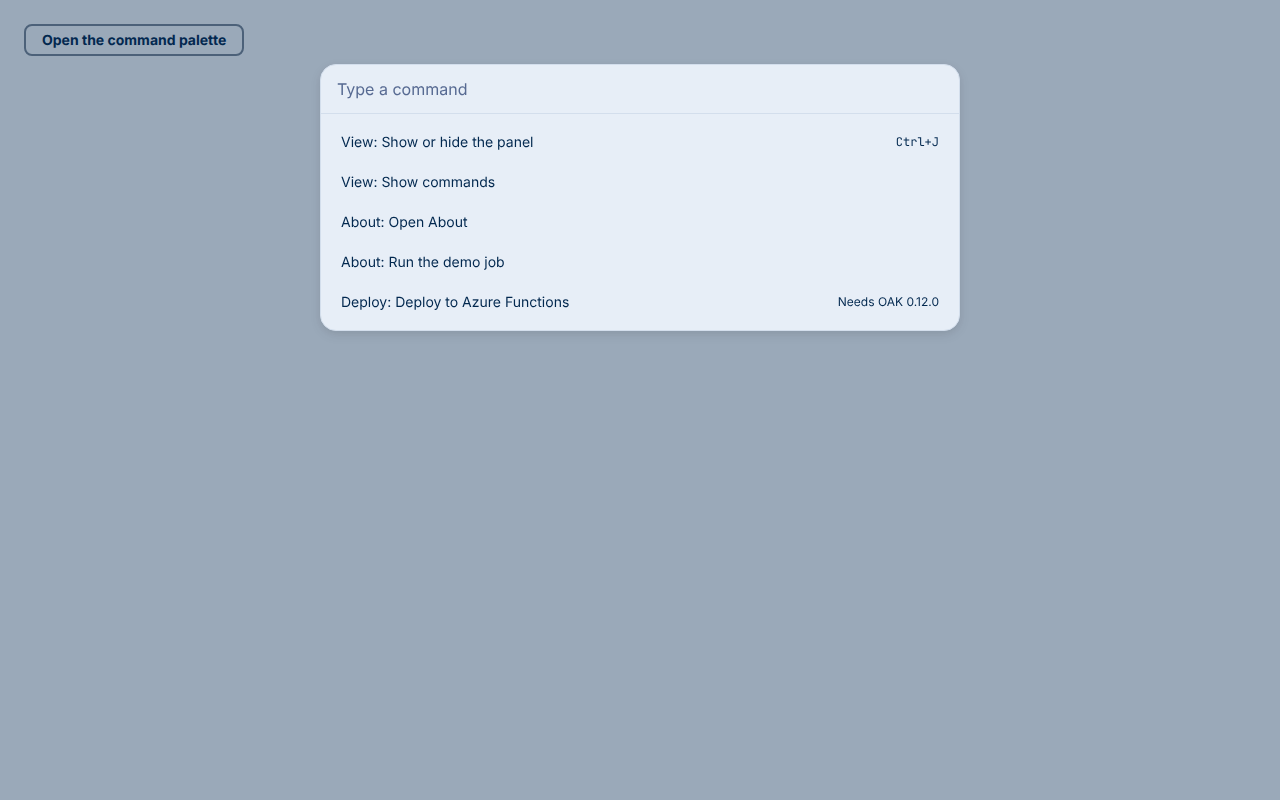 Open the command palette
Type a command
View: Show or hide the panel Ctrl+J
View: Show commands
About: Open About
About: Run the demo job
Deploy: Deploy to Azure Functions Needs OAK 0.12.0